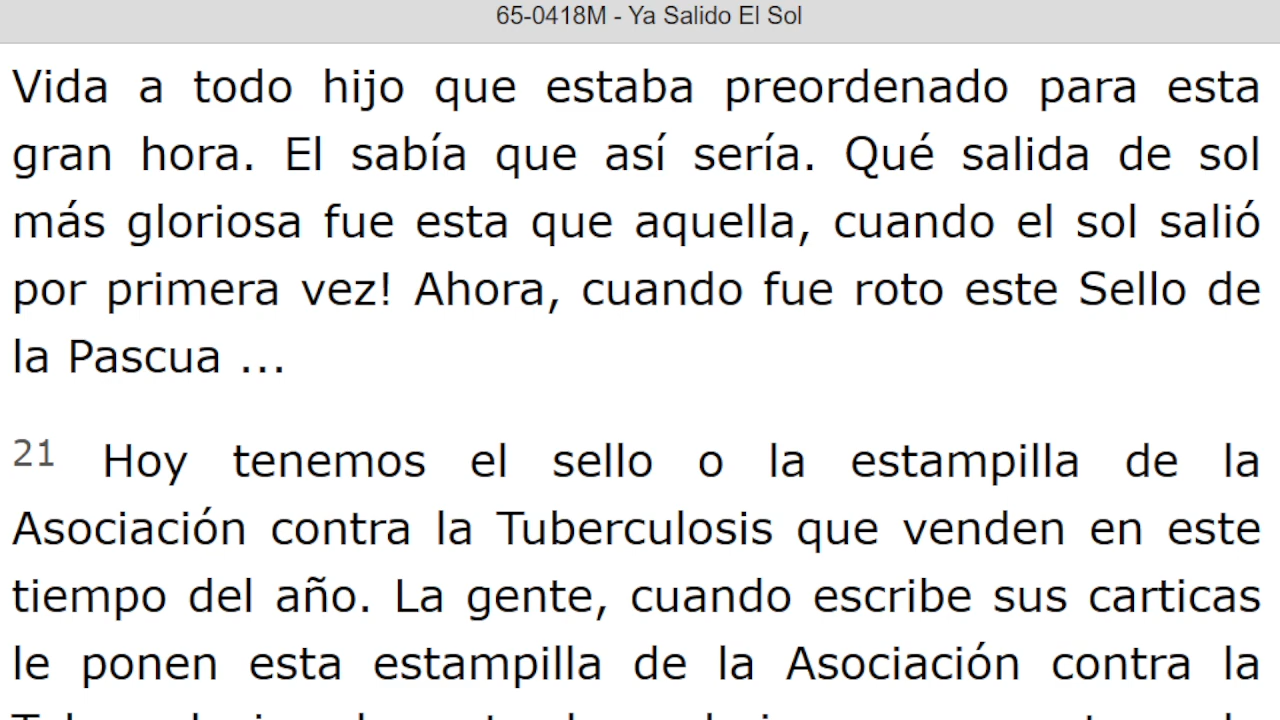 65-0418M - Ya Salido El Sol
Vida a todo hijo que estaba preordenado para esta
gran hora. El sabía que así sería. Qué salida de sol
más gloriosa fue esta que aquella, cuando el sol salió
por primera vez! Ahora, cuando fue roto este Sello de
la Pascua ...
21 Hoy tenemos el sello o la estampilla de la
Asociación contra la Tuberculosis que venden en este
tiempo del año. La gente, cuando escribe sus carticas
le ponen esta estampilla de la Asociación contra la